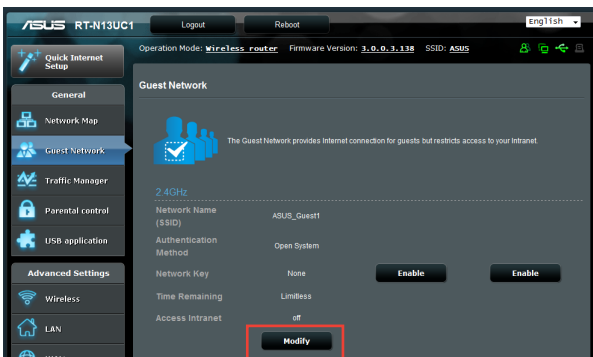 ASUS RT-N13UC1 Logout Reboot English
Operation Mode: Wireless router Firmware Version: 3.0.0.3.138 SSID: ASUS
Quick Internet
Setup
General
Network Map
Guest Network
Traffic Manager
Parental control
USB application
Advanced Settings
Wireless
LAN
Guest Network
The Guest Network provides Internet connection for guests but restricts access to your Intranet.
2.4GHz
Network Name
(SSID)
ASUS_Guest1
Authentication
Method
Open System
Network Key None Enable Enable
Time Remaining Limitless
Access Intranet off
Modify